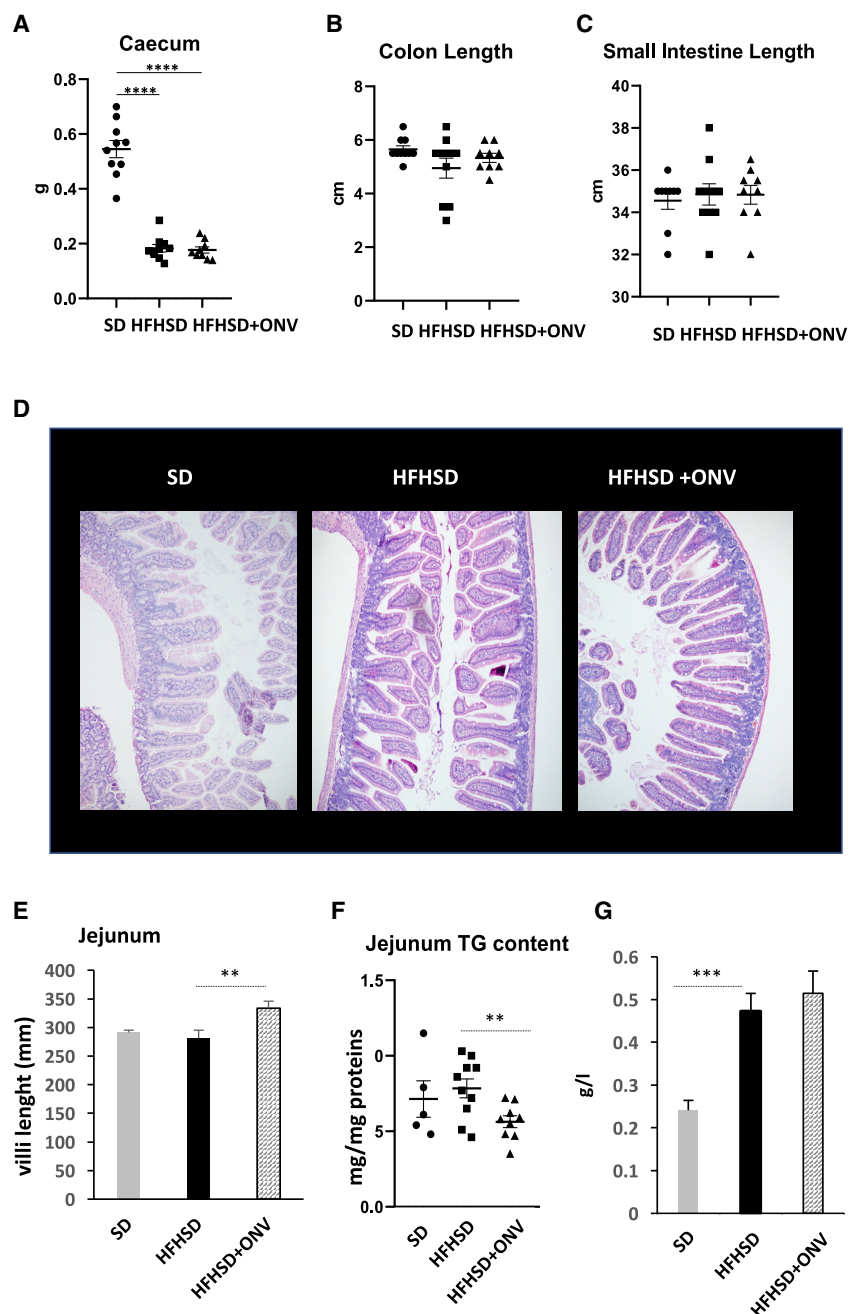 A
Caecum
****
****
0.8
0.6
0.4
0.2
0.0
g
SD HFHSD HFHSD+ONV
B
Colon Length
8
6
4
2
0
cm
SD HFHSD HFHSD+ONV
C
Small Intestine Length
40
38
36
34
32
30
cm
SD HFHSD HFHSD+ONV
D
SD
HFHSD
HFHSD +ONV
E
Jejunum
**
400
350
300
250
200
150
100
50
0
villi lenght (mm)
SD
HFHSD
HFHSD+ONV
F
Jejunum TG content
**
1.5
0
5
0.0
mg/mg proteins
SD
HFHSD
HFHSD+ONV
G
***
0.6
0.5
0.4
0.3
0.2
0.1
0
g/l
SD
HFHSD
HFHSD+ONV